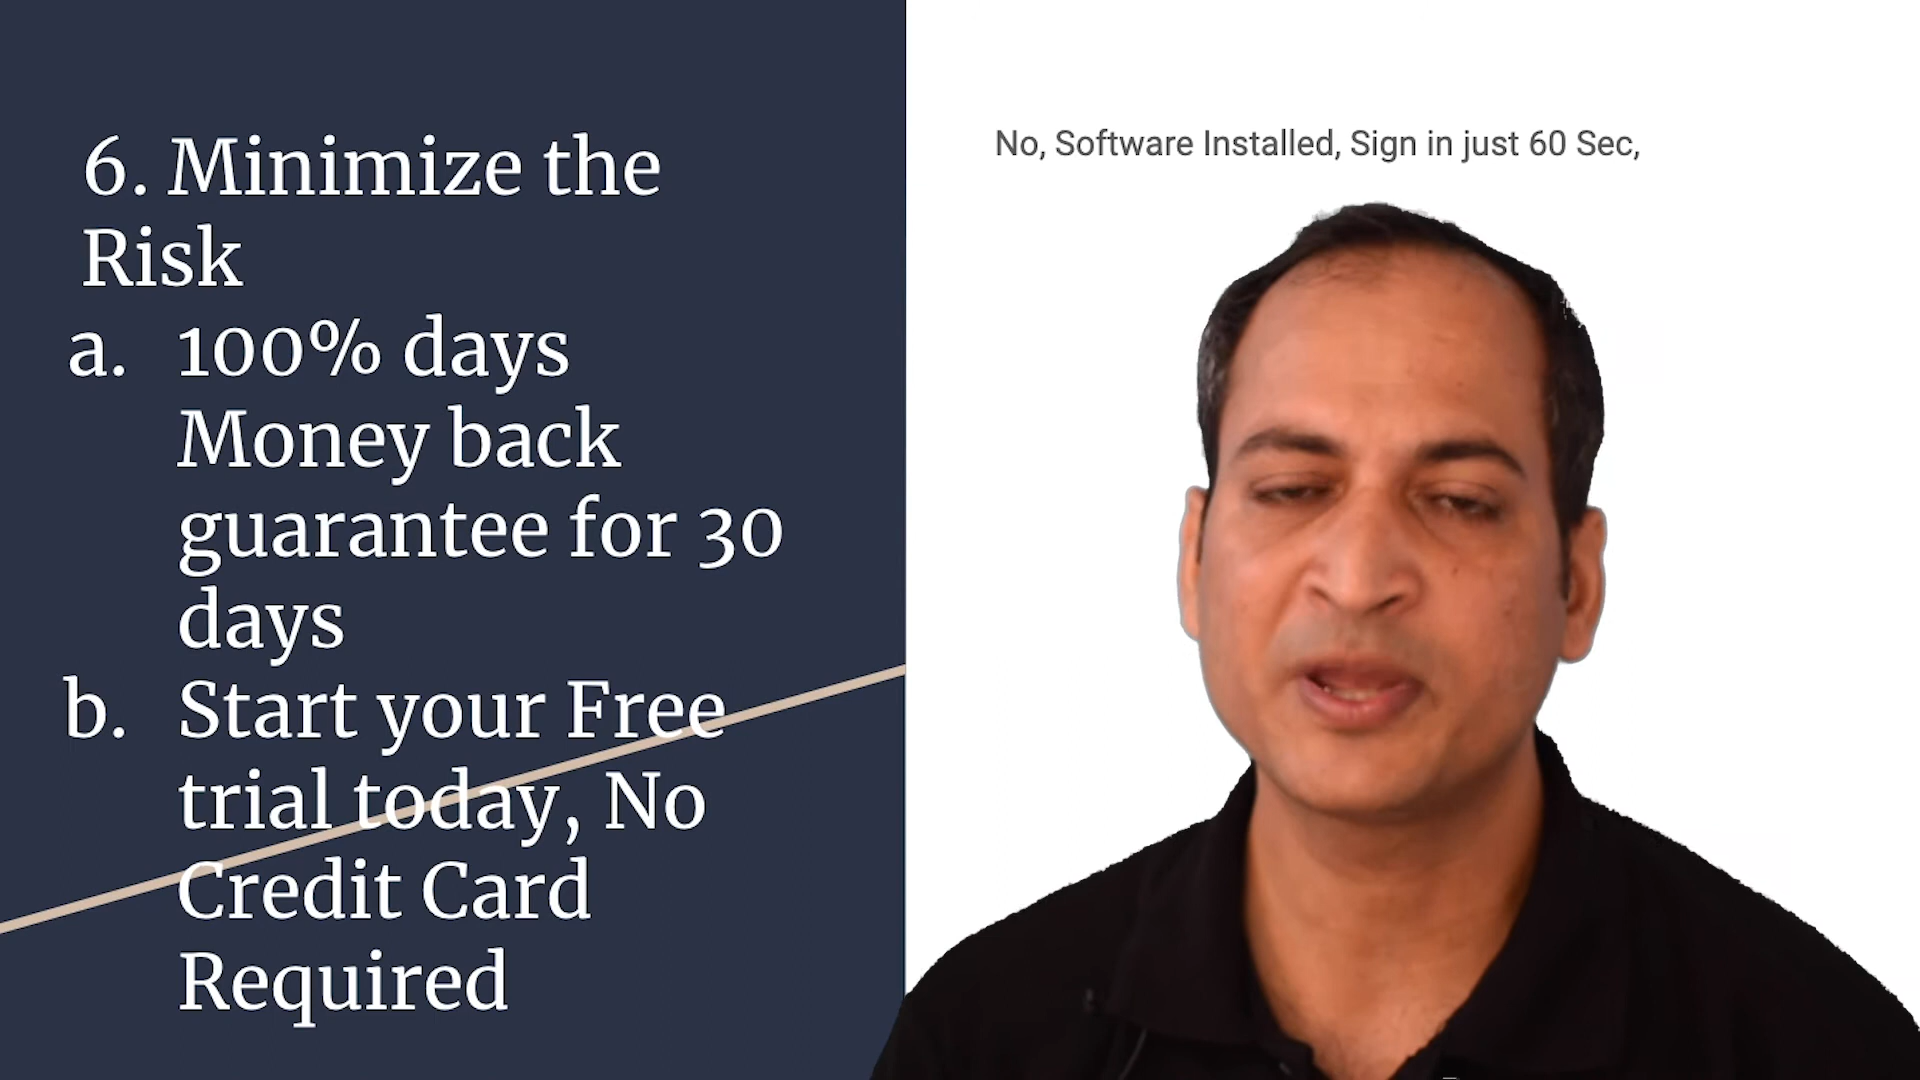 6. Minimize the
Risk
a. 100% days
Money back
guarantee for 30
days
b. Start your Free
trial today, No
Credit Card
Required
No, Software Installed, Sign in just 60 Sec,